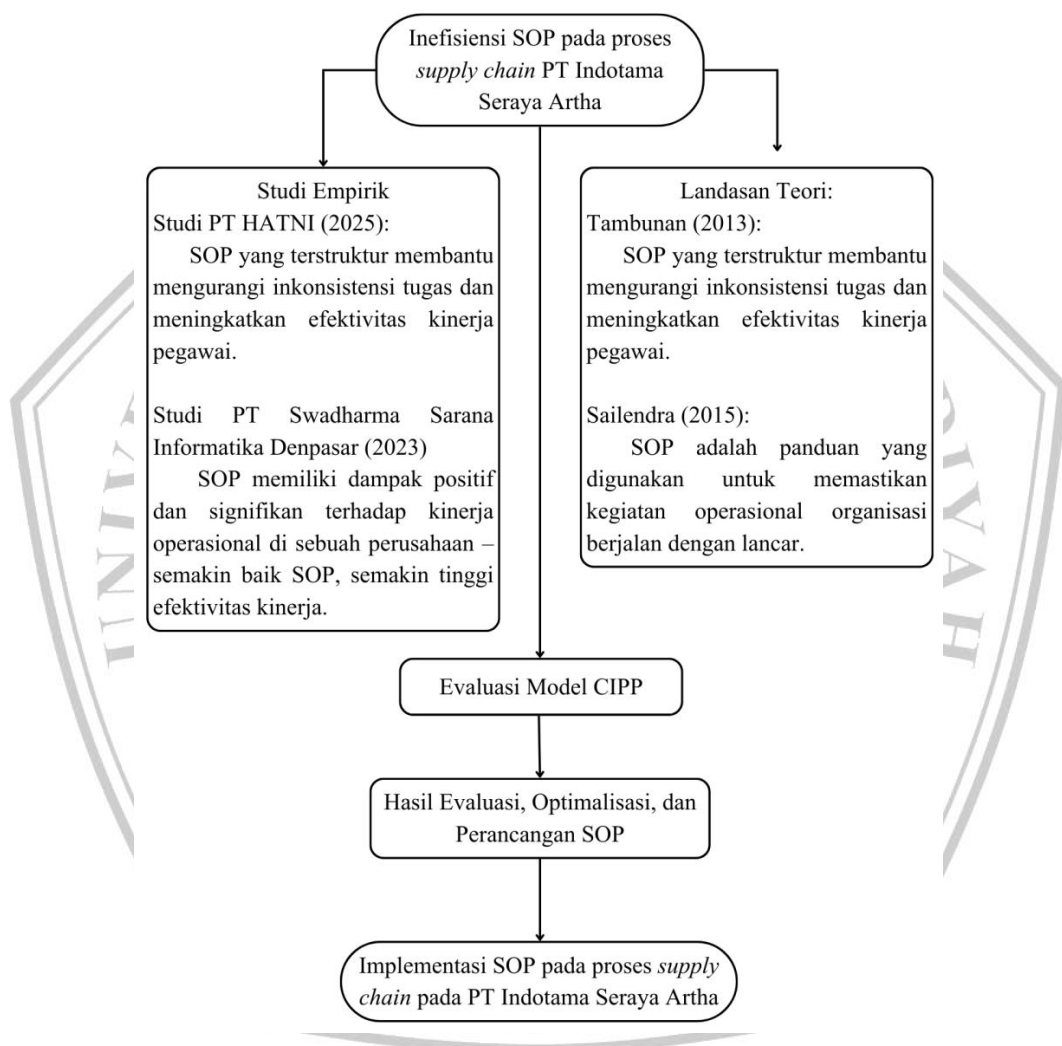 Inefisiensi SOP pada proses
supply chain PT Indotama
Seraya Artha
Studi Empirik
Studi PT HATNI (2025):
SOP yang terstruktur membantu
mengurangi inkonsistensi tugas dan
meningkatkan efektivitas kinerja
pegawai.
Studi PT Swadharma Sarana
Informatika Denpasar (2023)
SOP memiliki dampak positif
dan signifikan terhadap kinerja
operasional di sebuah perusahaan –
semakin baik SOP, semakin tinggi
efektivitas kinerja.
Landasan Teori:
Tambunan (2013):
SOP yang terstruktur membantu
mengurangi inkonsistensi tugas dan
meningkatkan efektivitas kinerja
pegawai.
Sailendra (2015):
SOP adalah panduan yang
digunakan untuk memastikan
kegiatan operasional organisasi
berjalan dengan lancar.
Evaluasi Model CIPP
Hasil Evaluasi, Optimalisasi, dan
Perancangan SOP
Implementasi SOP pada proses supply
chain pada PT Indotama Seraya Artha